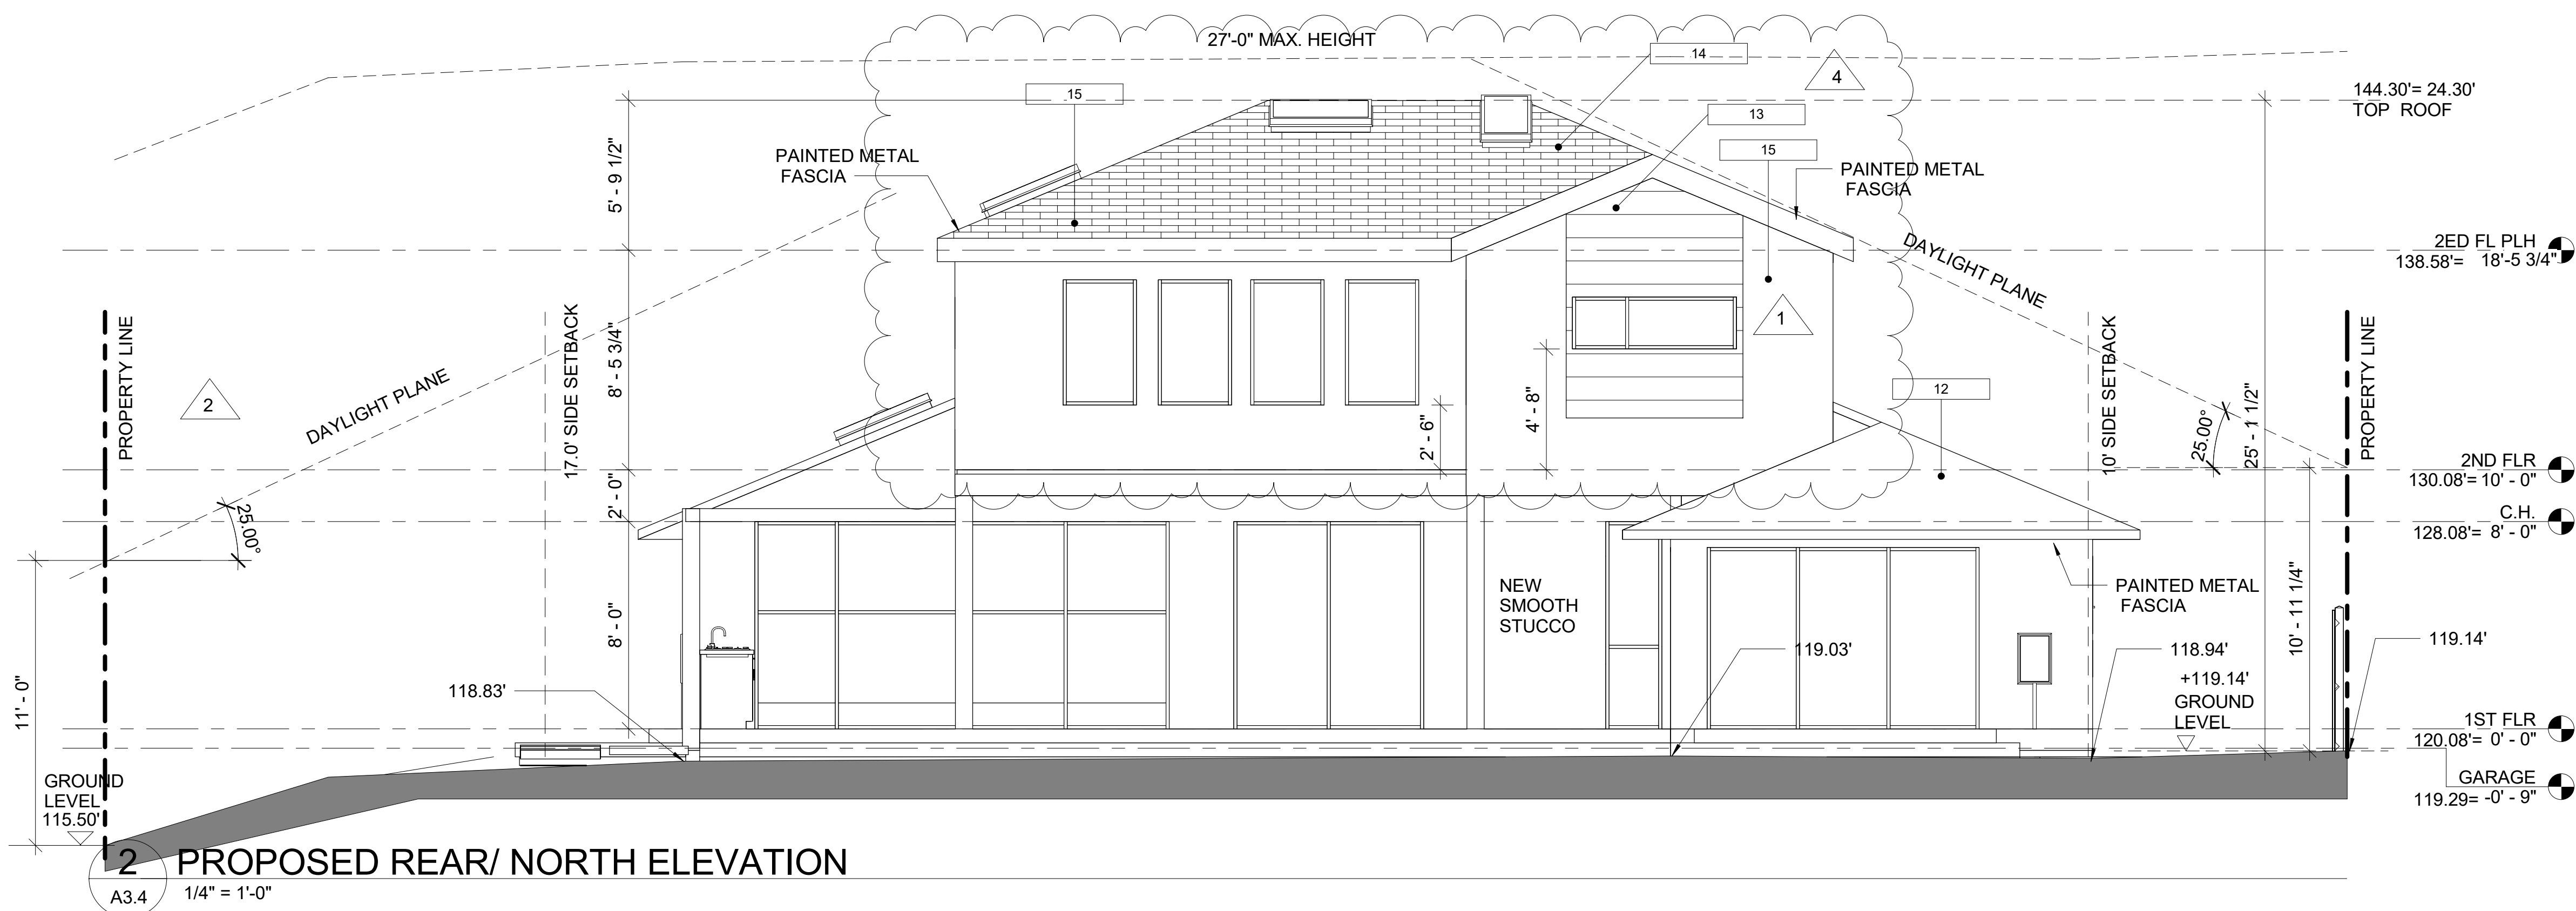 27'-0" MAX. HEIGHT
14
4
15
144.30'= 24.30'
TOP ROOF
13
15
PAINTED METAL
FASCIA
PAINTED METAL
FASCIA
5' - 9 1/2"
DAYLIGHT PLANE
2ED FL PLH
138.58'= 18'-5 3/4"
PROPERTY LINE
17.0' SIDE SETBACK
8' - 5 3/4"
1
10' SIDE SETBACK
PROPERTY LINE
2
DAYLIGHT PLANE
12
2' - 6"
4' - 8"
25.00°
25' - 1 1/2"
2ND FLR
130.08'= 10' - 0"
2' - 0"
25.00°
C.H.
128.08'= 8' - 0"
NEW
SMOOTH
STUCCO
PAINTED METAL
FASCIA
8' - 0"
10' - 11 1/4"
119.14'
119.03'
118.94'
+119.14'
GROUND
LEVEL
11' - 0"
118.83'
1ST FLR
120.08'= 0' - 0"
GROUND
LEVEL
115.50'
GARAGE
119.29= -0' - 9"
2
PROPOSED REAR/ NORTH ELEVATION
A3.4
1/4" = 1'-0"